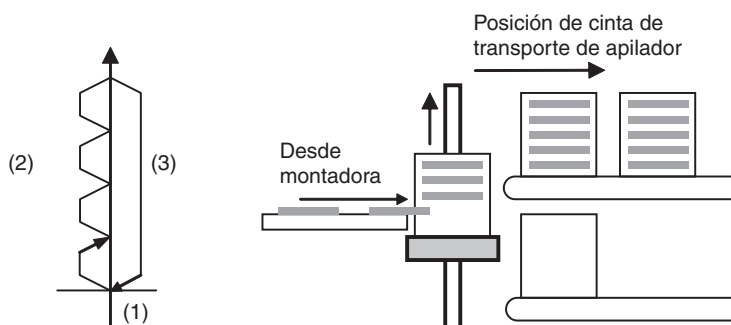 Posición de cinta de
transporte de apilador
(2)
(3)
Desde
montadora
(1)